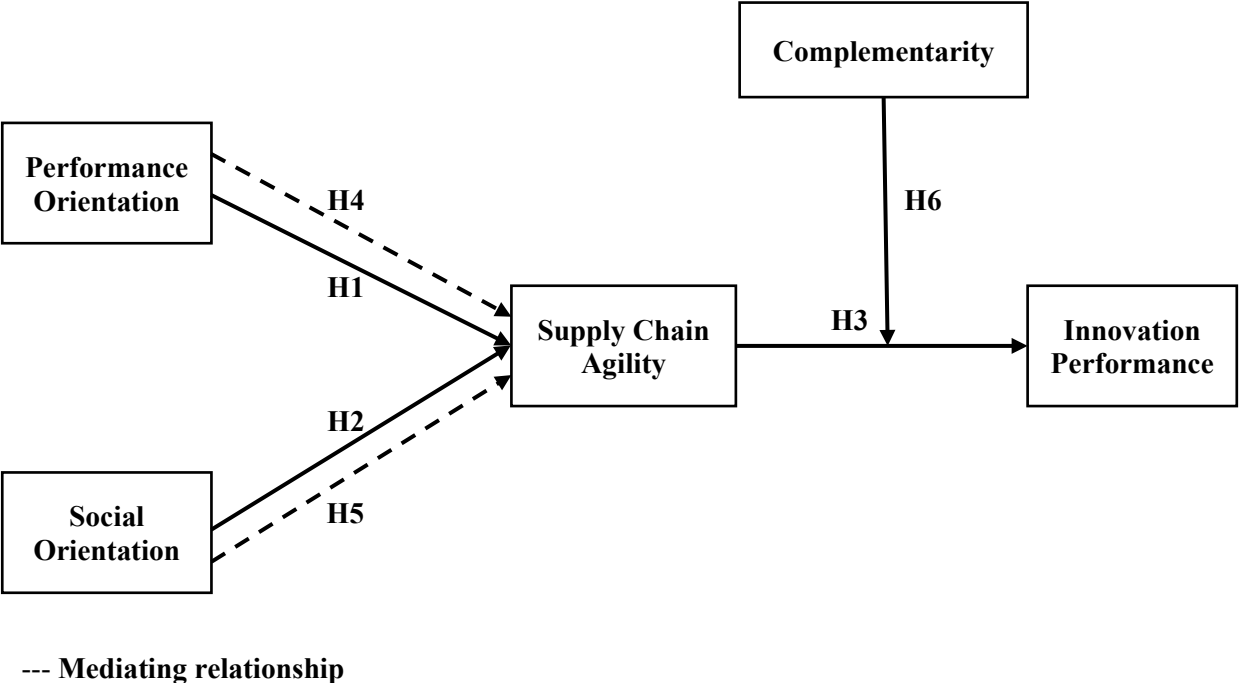 Complementarity
Performance
Orientation
H4
H6
H1
H3
Supply Chain
Agility
Innovation
Performance
H2
H5
Social
Orientation
--- Mediating relationship